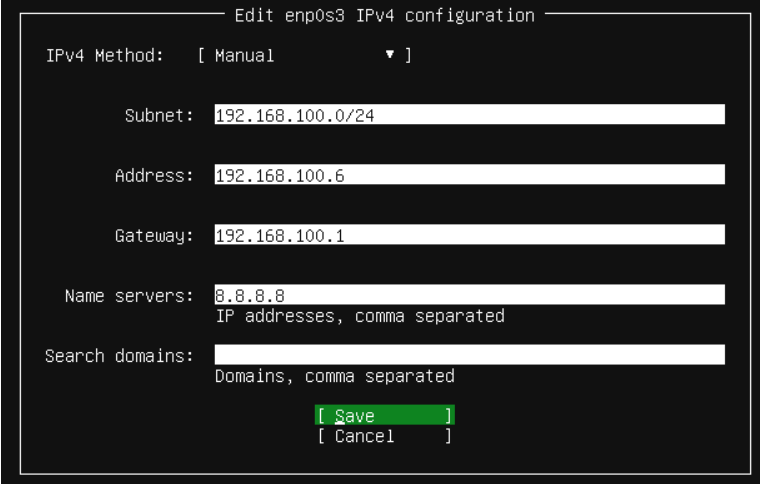 Edit enp0s3 IPv4 configuration
IPv4 Method: [ Manual ▾ ]
Subnet: 192.168.100.0/24
Address: 192.168.100.6
Gateway: 192.168.100.1
Name servers: 8.8.8.8
IP addresses, comma separated
Search domains:
Domains, comma separated
[ Save ]
[ Cancel ]